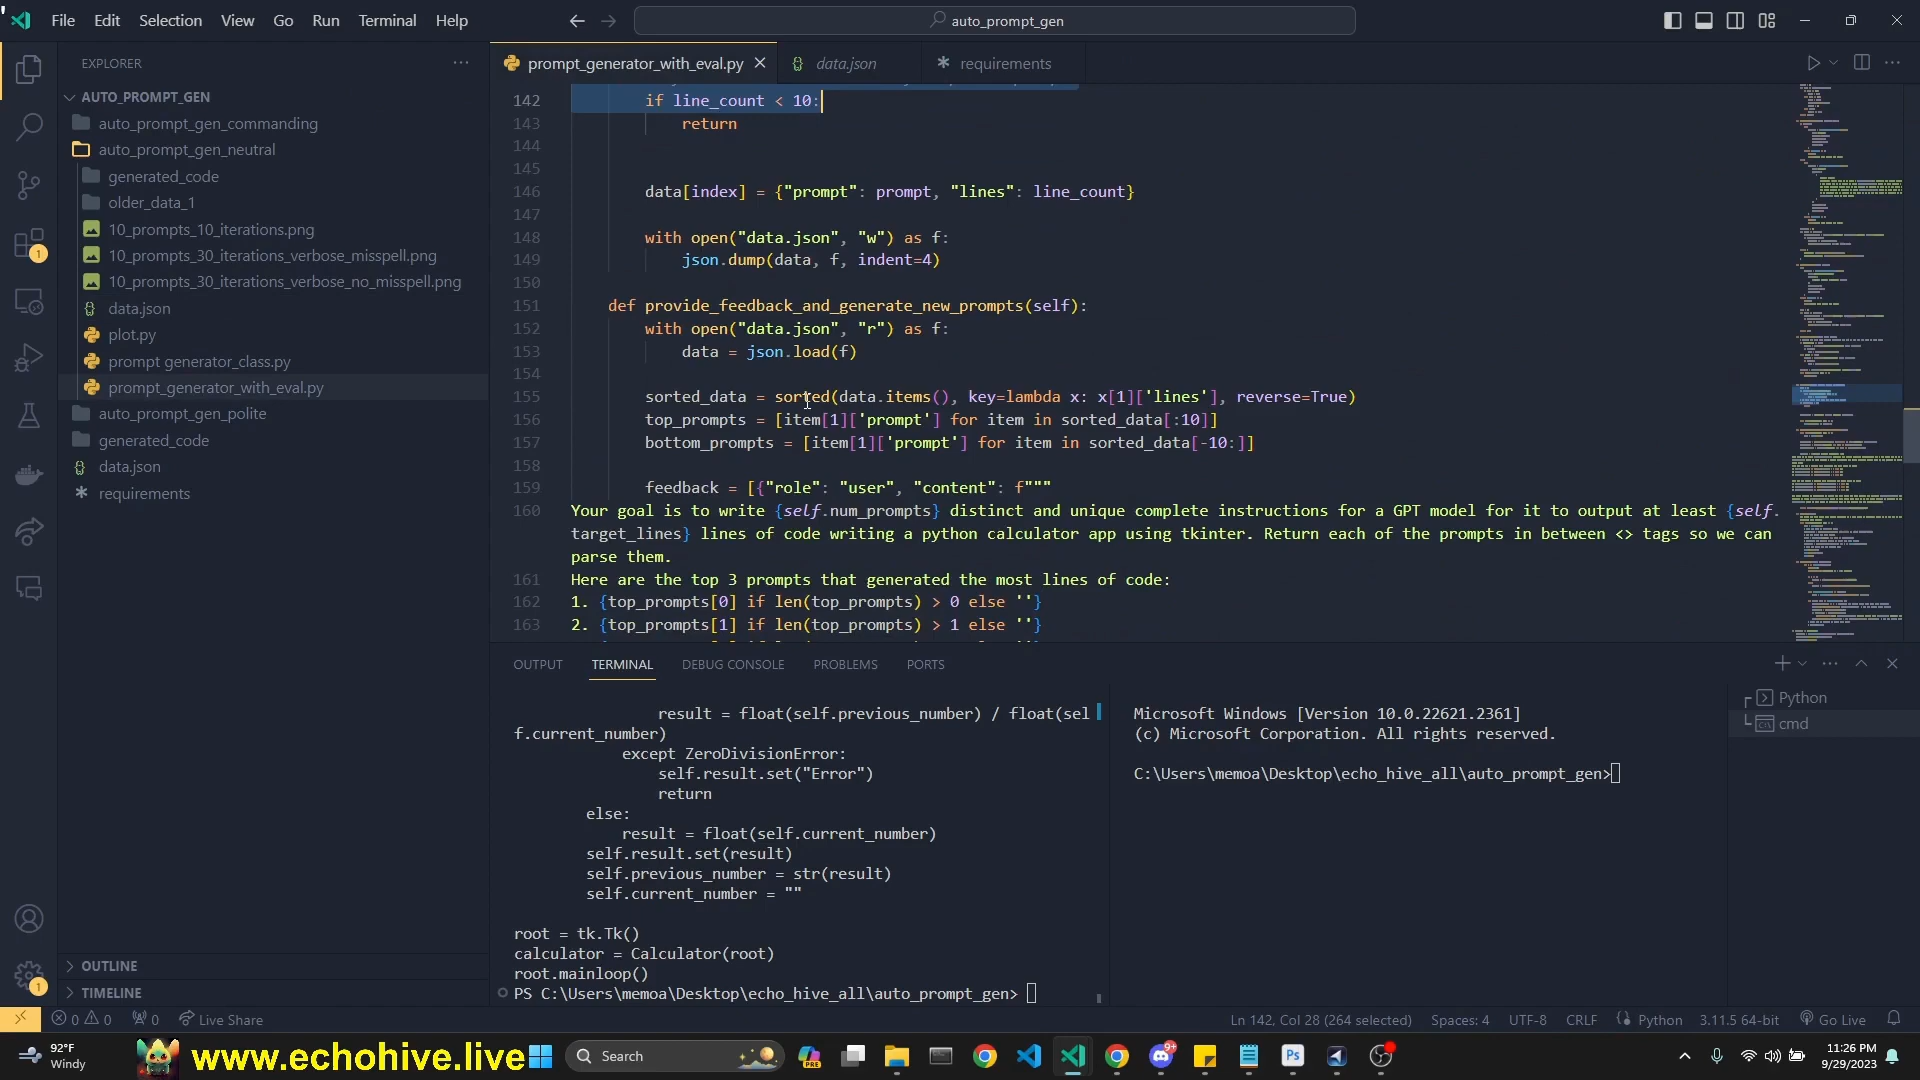 File Edit Selection View Go Run Terminal Help
auto_prompt_gen
EXPLORER
AUTO_PROMPT_GEN
auto_prompt_gen_commanding
auto_prompt_gen_neutral
generated_code
older_data_1
10_prompts_10_iterations.png
10_prompts_30_iterations_verbose_misspell.png
10_prompts_30_iterations_verbose_no_misspell.png
data.json
plot.py
prompt generator_class.py
prompt_generator_with_eval.py
auto_prompt_gen_polite
generated_code
data.json
requirements
OUTLINE
TIMELINE
prompt_generator_with_eval.py data.json requirements
142 if line_count < 10:
143 return
144
145
146 data[index] = {"prompt": prompt, "lines": line_count}
147
148 with open("data.json", "w") as f:
149 json.dump(data, f, indent=4)
150
151 def provide_feedback_and_generate_new_prompts(self):
152 with open("data.json", "r") as f:
153 data = json.load(f)
154
155 sorted_data = sorted(data.items(), key=lambda x: x[1]['lines'], reverse=True)
156 top_prompts = [item[1]['prompt'] for item in sorted_data[:10]]
157 bottom_prompts = [item[1]['prompt'] for item in sorted_data[-10:]]
158
159 feedback = [{"role": "user", "content": f"""
160 Your goal is to write {self.num_prompts} distinct and unique complete instructions for a GPT model for it to output at least {self.
target_lines} lines of code writing a python calculator app using tkinter. Return each of the prompts in between <> tags so we can
parse them.
161 Here are the top 3 prompts that generated the most lines of code:
162 1. {top_prompts[0] if len(top_prompts) > 0 else ''}
163 2. {top_prompts[1] if len(top_prompts) > 1 else ''}
OUTPUT TERMINAL DEBUG CONSOLE PROBLEMS PORTS
result = float(self.previous_number) / float(sel
f.current_number)
except ZeroDivisionError:
self.result.set("Error")
return
else:
result = float(self.current_number)
self.result.set(result)
self.previous_number = str(result)
self.current_number = ""
root = tk.Tk()
calculator = Calculator(root)
root.mainloop()
PS C:\Users\memoa\Desktop\echo_hive_all\auto_prompt_gen>
Microsoft Windows [Version 10.0.22621.2361]
(c) Microsoft Corporation. All rights reserved.
C:\Users\memoa\Desktop\echo_hive_all\auto_prompt_gen>
Python
cmd
0 0 0 Live Share Ln 142, Col 28 (264 selected) Spaces: 4 UTF-8 CRLF Python 3.11.5 64-bit Go Live
92°F
Windy
www.echohive.live
Search
11:26 PM
9/29/2023